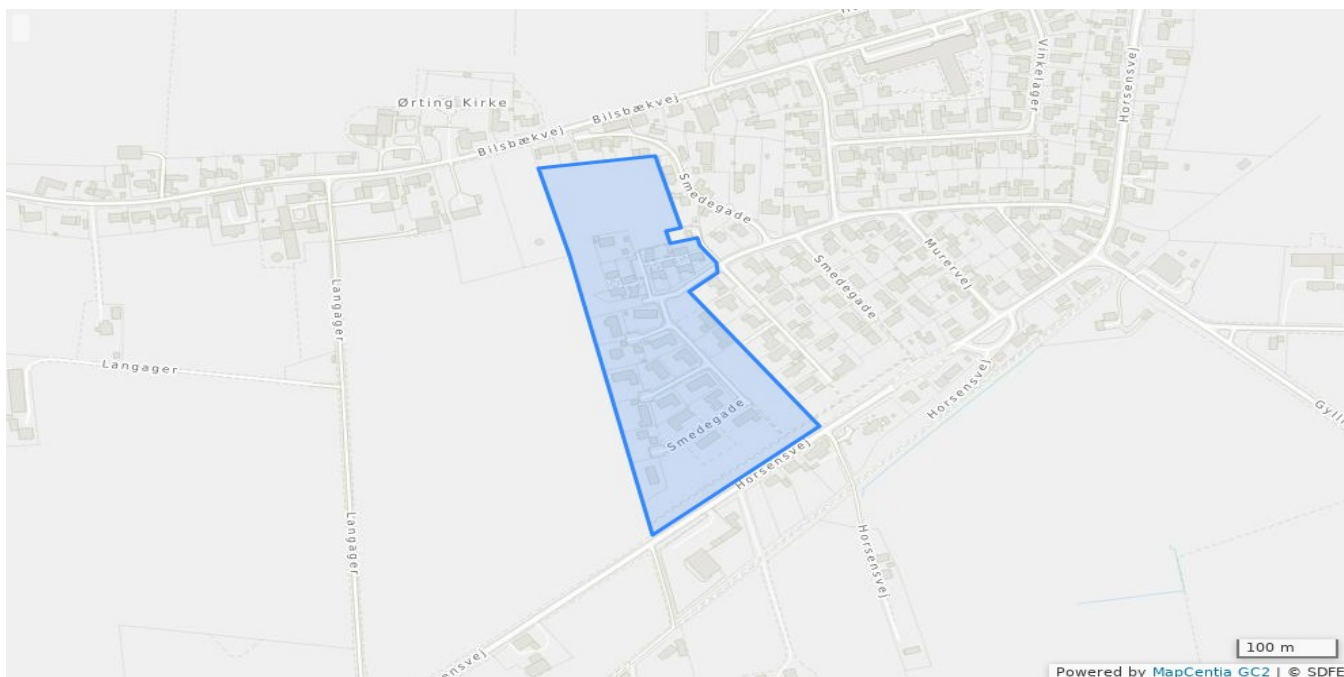 Ørting Kirke
Bilsbækvej
Bilsbækvej
Vinkelager
Horsensvej
Smedegade
Smedegade
Murervej
Langager
Langager
Horsensvej
Smedegade
Horsensvej
Langager
Horsensvej
100 m
Powered by MapCentia GC2 | © SDFE